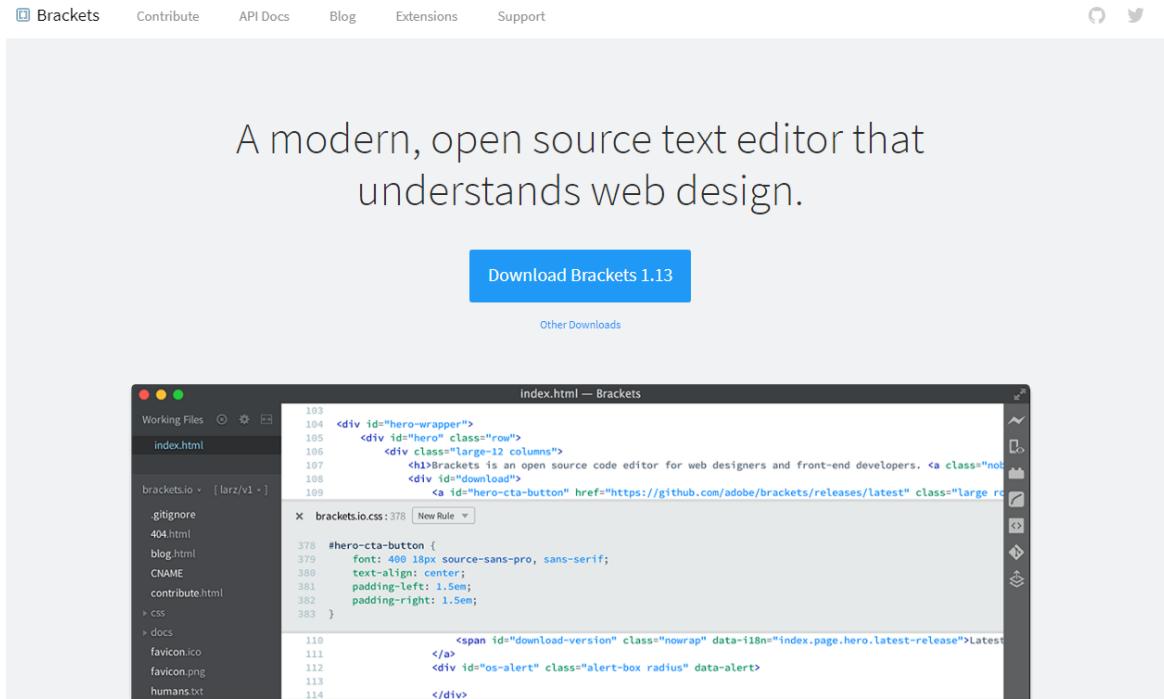 Brackets Contribute API Docs Blog Extensions Support
A modern, open source text editor that
understands web design.
Download Brackets 1.13
Other Downloads
index.html — Brackets
Working Files
index.html
brackets.io [ larz/v1 ]
.gitignore
404.html
blog.html
CNAME
contribute.html
css
docs
favicon.ico
favicon.png
humans.txt
103
104 <div id="hero-wrapper">
105 <div id="hero" class="row">
106 <div class="large-12 columns">
107 <h1>Brackets is an open source code editor for web designers and front-end developers. <a class="nob
108 <div id="download">
109 <a id="hero-cta-button" href="https://github.com/adobe/brackets/releases/latest" class="large ro
× brackets.io.css : 378 New Rule
378 #hero-cta-button {
379 font: 400 18px source-sans-pro, sans-serif;
380 text-align: center;
381 padding-left: 1.5em;
382 padding-right: 1.5em;
383 }
110 <span id="download-version" class="nowrap" data-i18n="index.page.hero.latest-release">Latest
111 </a>
112 <div id="os-alert" class="alert-box radius" data-alert>
113
114 </div>